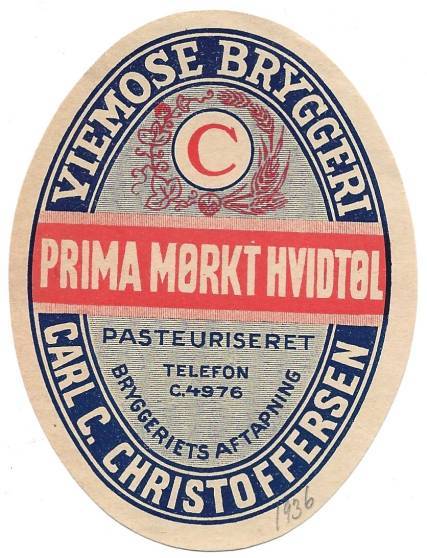 VIEMOSE BRYGGERI
C
PRIMA MØRKT HVIDTØL
PASTEURISERET
TELEFON
C.4976
BRYGGERIETS AFTAPNING
CARL C. CHRISTOFFERSEN
1936